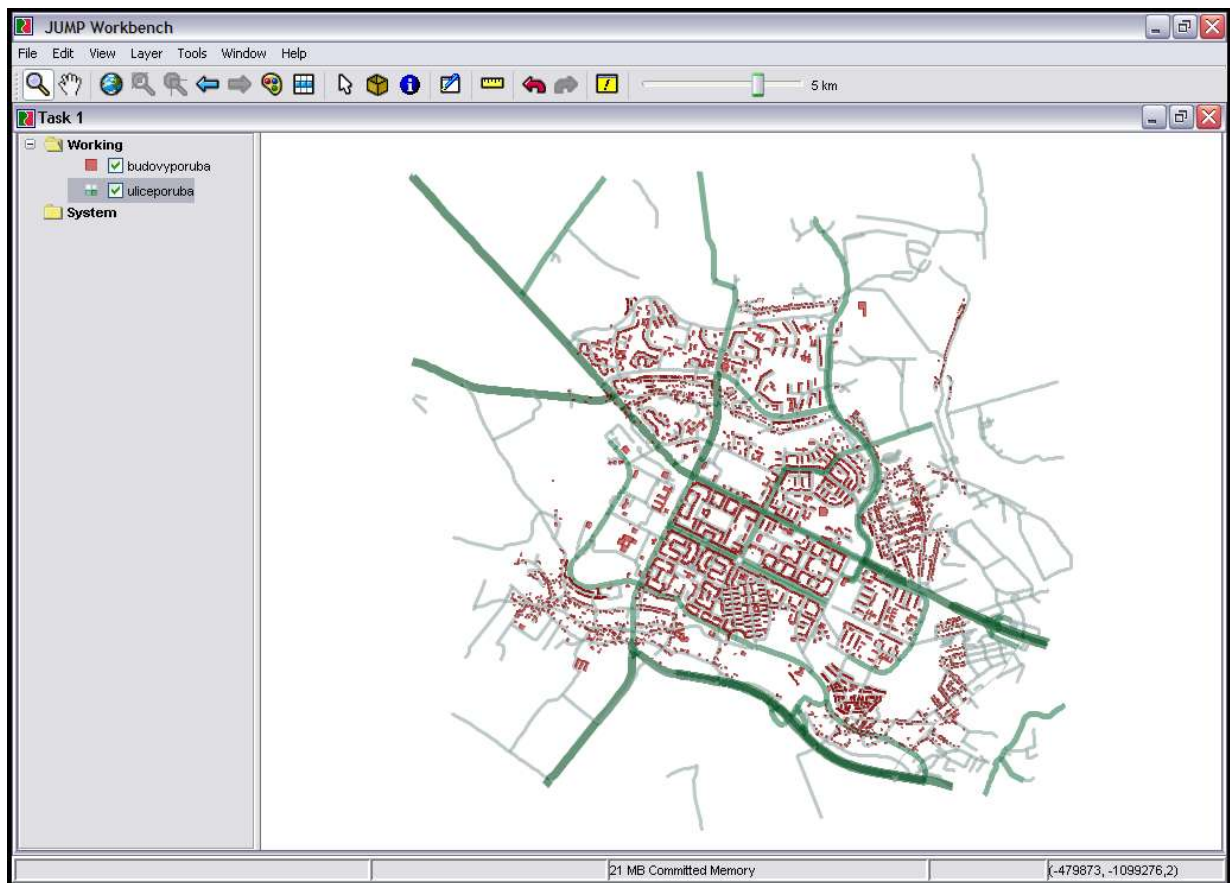 JUMP Workbench
File Edit View Layer Tools Window Help
5 km
Task 1
Working
budovyporuba
uliceporuba
System
21 MB Committed Memory
(-479873, -1099276,2)